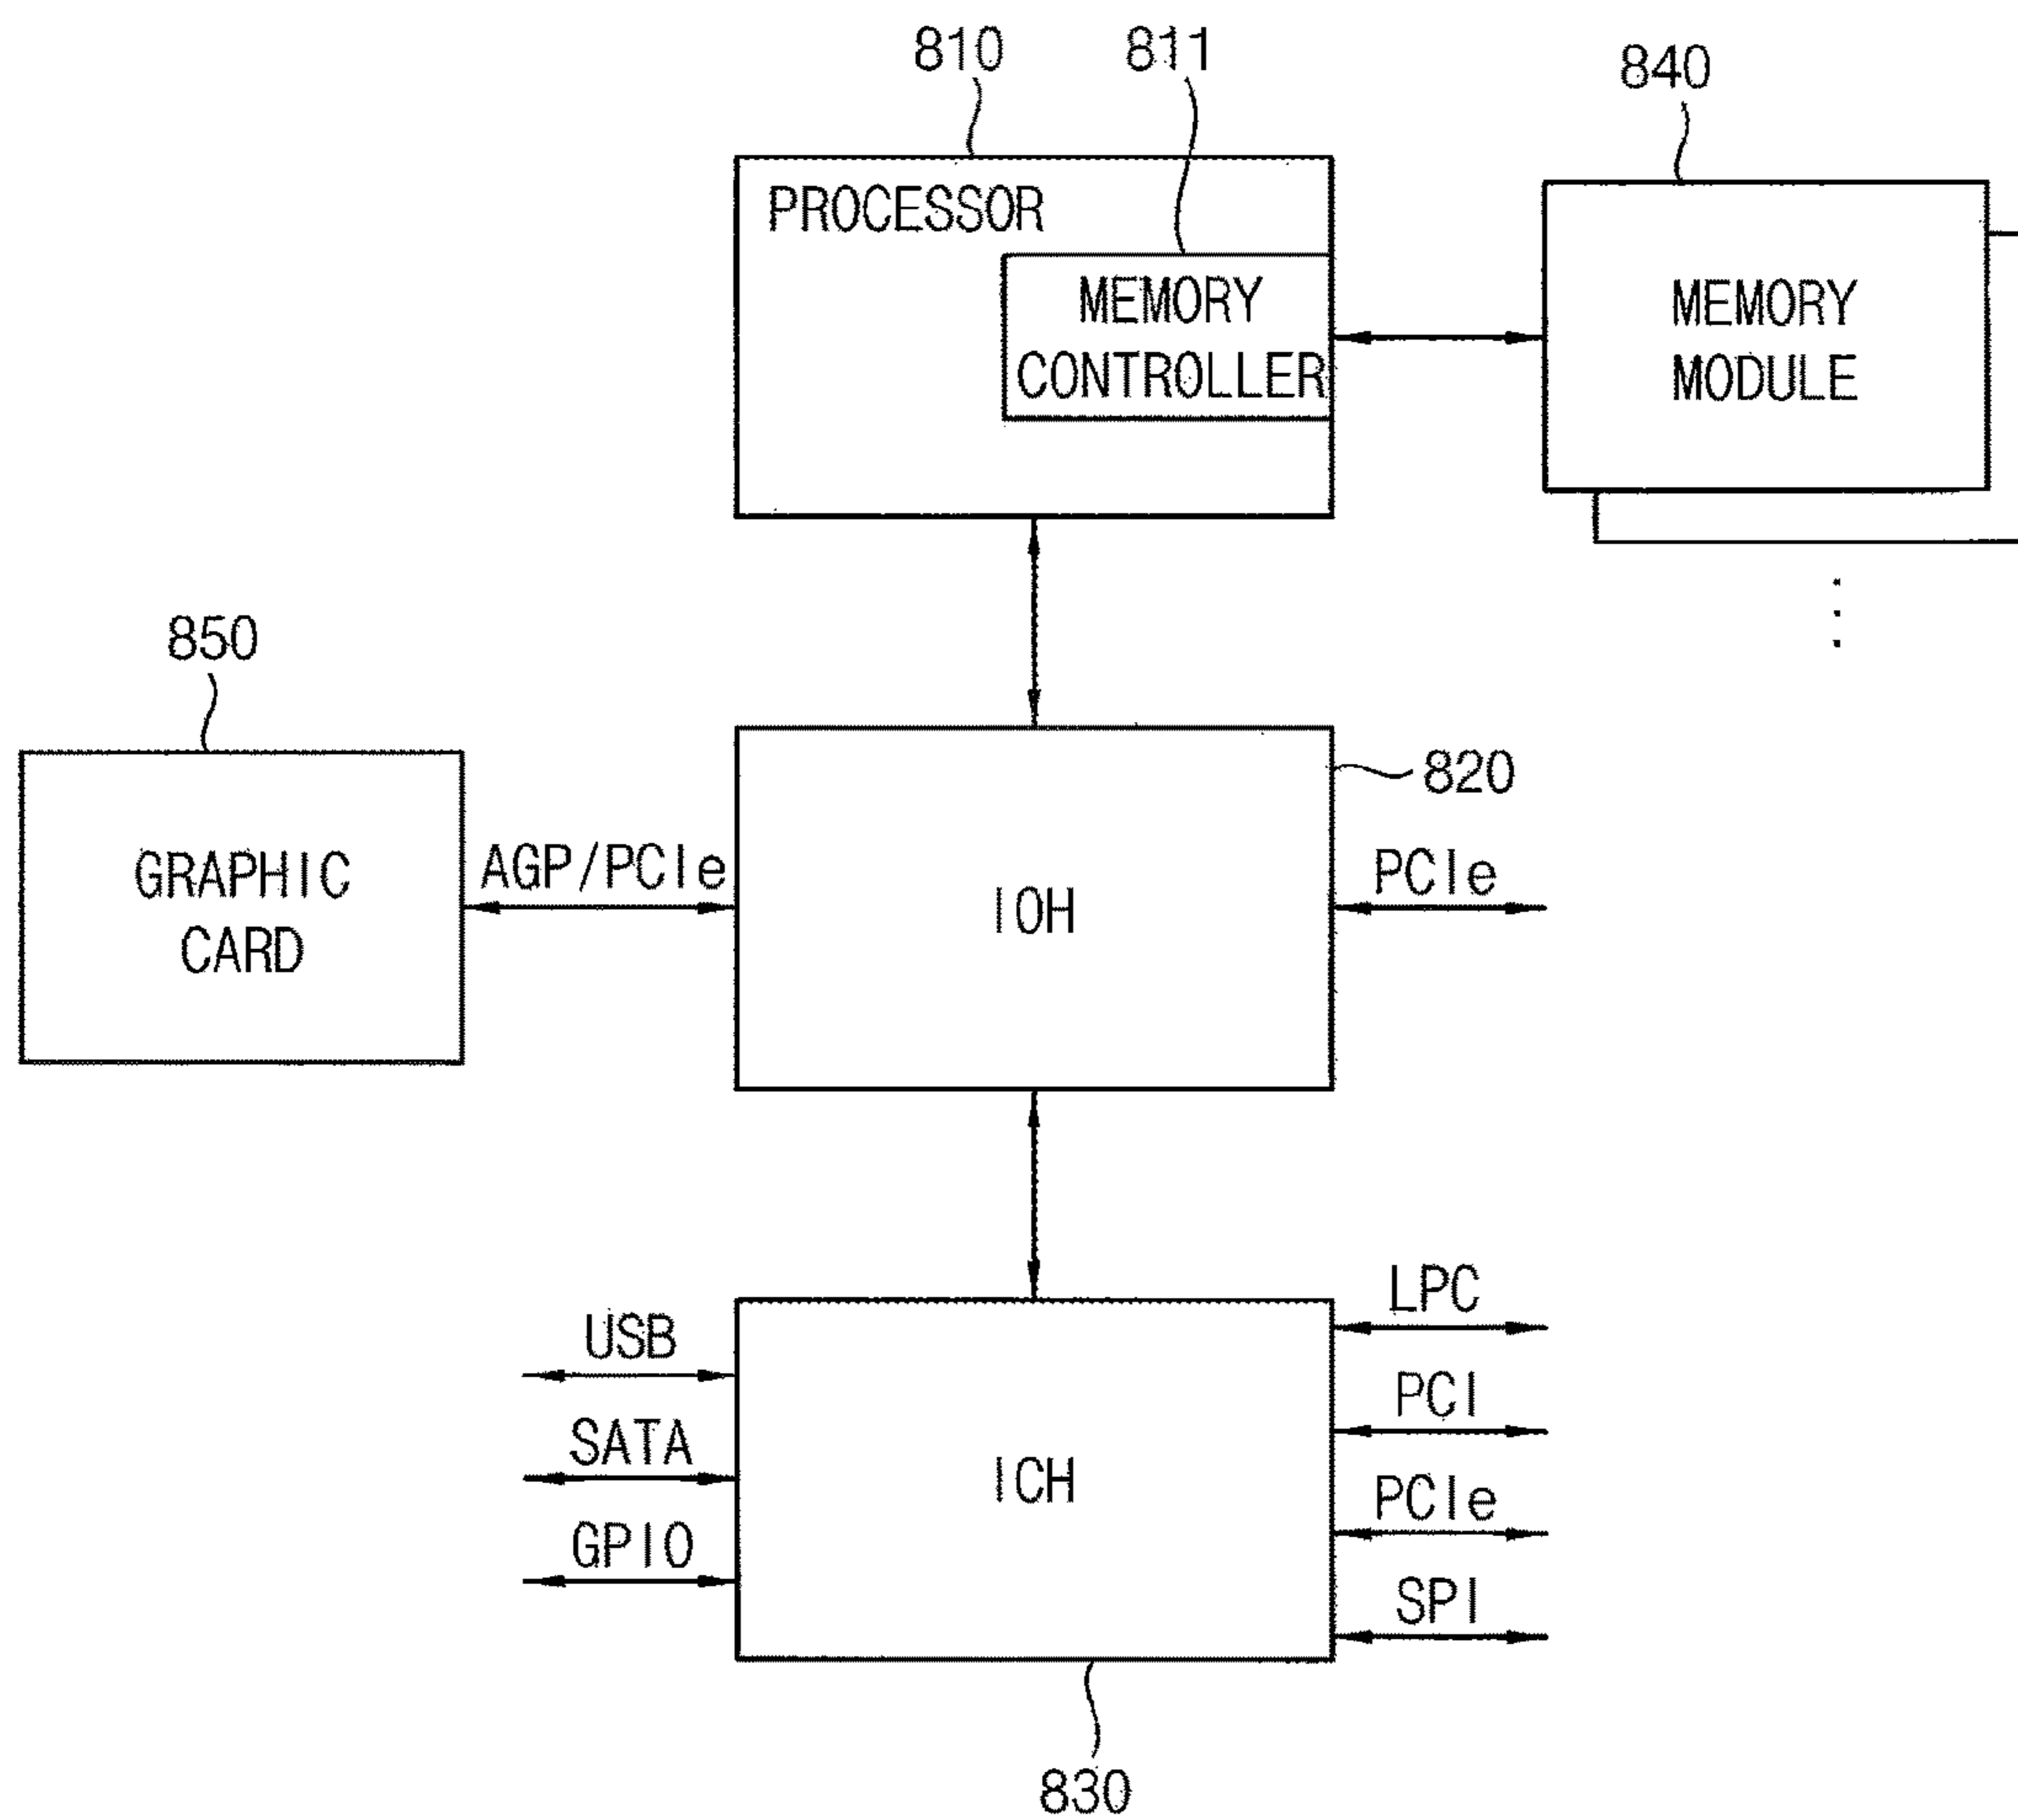 810
811
840
PROCESSOR
MEMORY
CONTROLLER
MEMORY
MODULE
850
820
GRAPHIC
CARD
AGP/PCIe
IOH
PCIe
USB
SATA
GPIO
ICH
LPC
PCI
PCIe
SPI
830